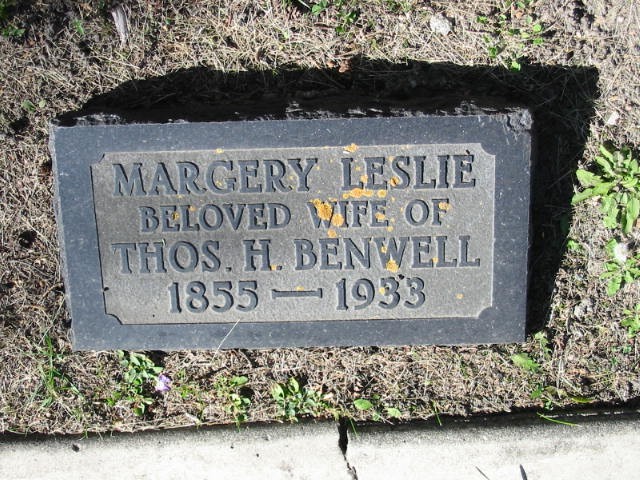 MARGERY LESLIE
BELOVED WIFE OF
THOS. H. BENWELL
1855 — 1933